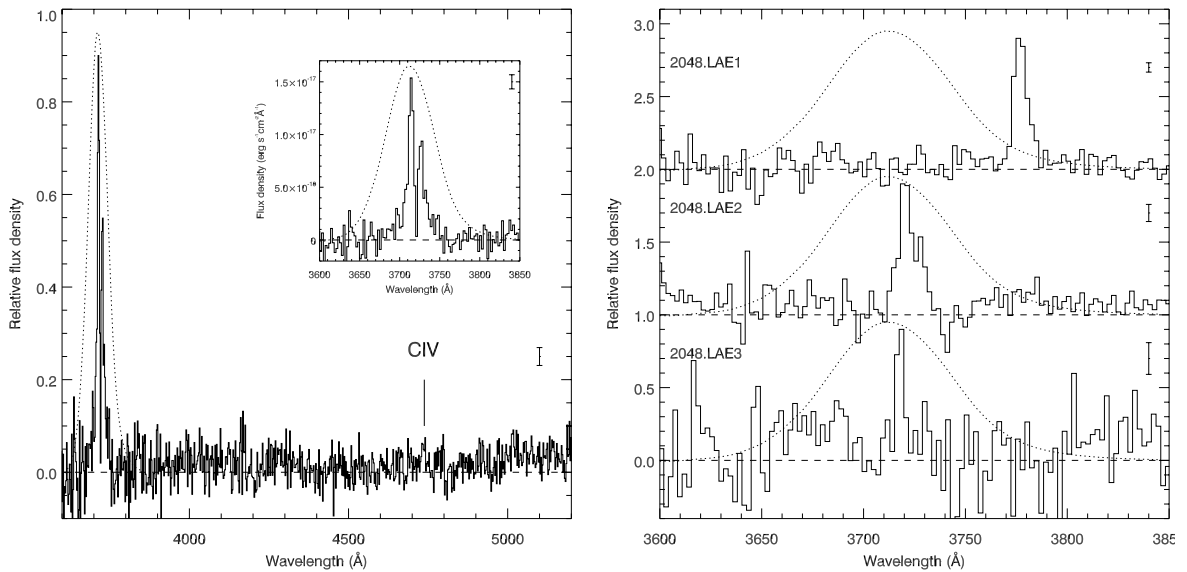 1.0
0.8
0.6
0.4
0.2
0.0
Relative flux density
4000 4500 5000
Wavelength (Å)
CIV
1.5×10⁻¹⁷
1.0×10⁻¹⁷
5.0×10⁻¹⁸
0
Flux density (erg s⁻¹cm⁻²Å⁻¹)
3600 3650 3700 3750 3800 3850
Wavelength (Å)
3.0
2.5
2.0
1.5
1.0
0.5
0.0
Relative flux density
2048.LAE1
2048.LAE2
2048.LAE3
3600 3650 3700 3750 3800 385
Wavelength (Å)